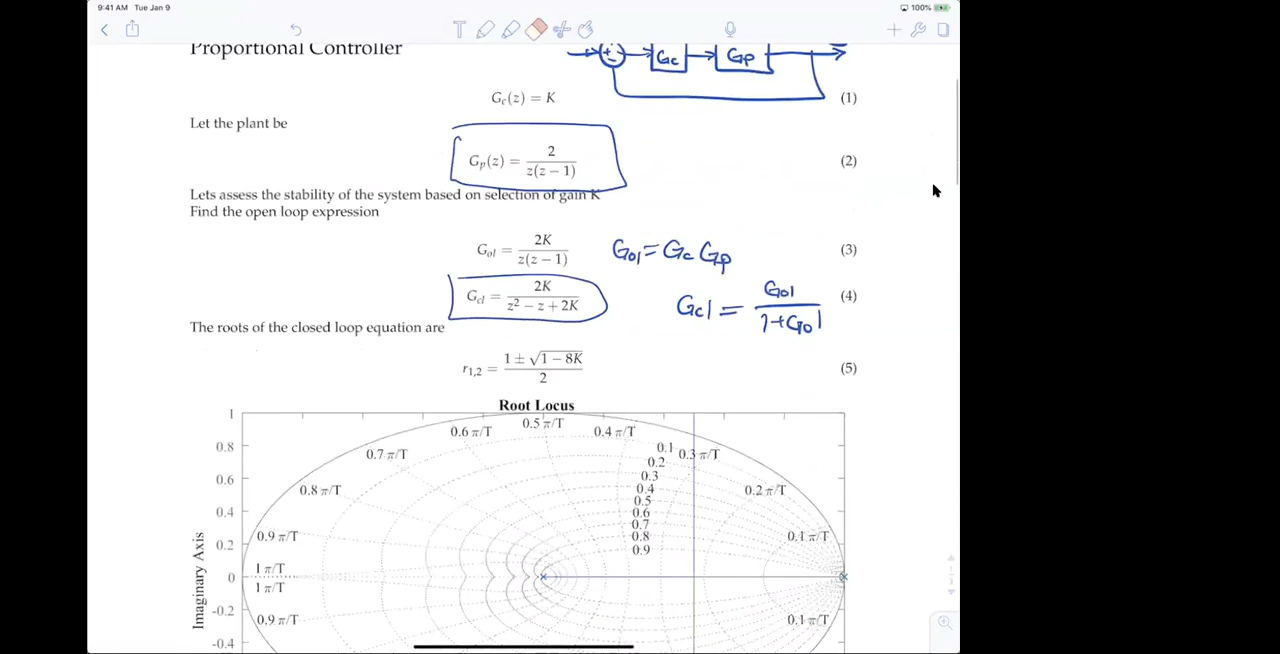 9:41 AM Tue Jan 9
100%
Proportional Controller
+
−
Gc
Gp
G_c(z) = K (1)
Let the plant be
G_p(z) = 2 / z(z − 1) (2)
Lets assess the stability of the system based on selection of gain K
Find the open loop expression
G_ol = 2K / z(z − 1) Gol = Gc Gp (3)
G_cl = 2K / z² − z + 2K Gcl = Gol / 1+Gol (4)
The roots of the closed loop equation are
r_1,2 = 1 ± √(1 − 8K) / 2 (5)
Root Locus
1
0.8
0.6
0.4
0.2
0
-0.2
-0.4
Imaginary Axis
0.5 π/T
0.6 π/T
0.4 π/T
0.7 π/T
0.3 π/T
0.8 π/T
0.2 π/T
0.9 π/T
0.1 π/T
1 π/T
1 π/T
0.9 π/T
0.1 π/T
0.1
0.2
0.3
0.4
0.5
0.6
0.7
0.8
0.9